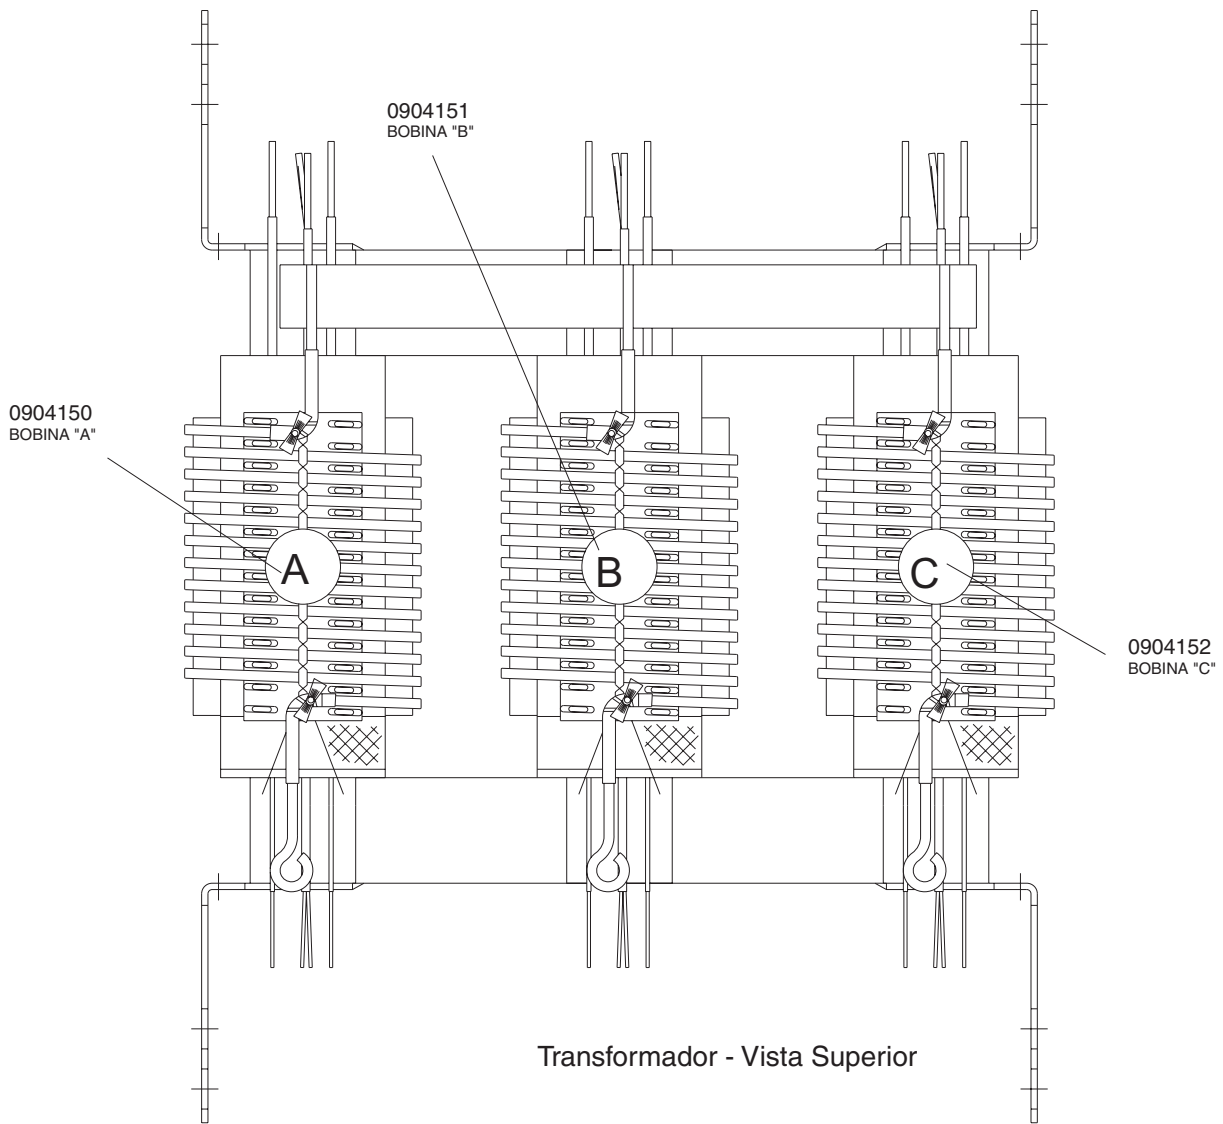 0904151
BOBINA "B"
0904150
BOBINA "A"
A
B
C
0904152
BOBINA "C"
Transformador - Vista Superior